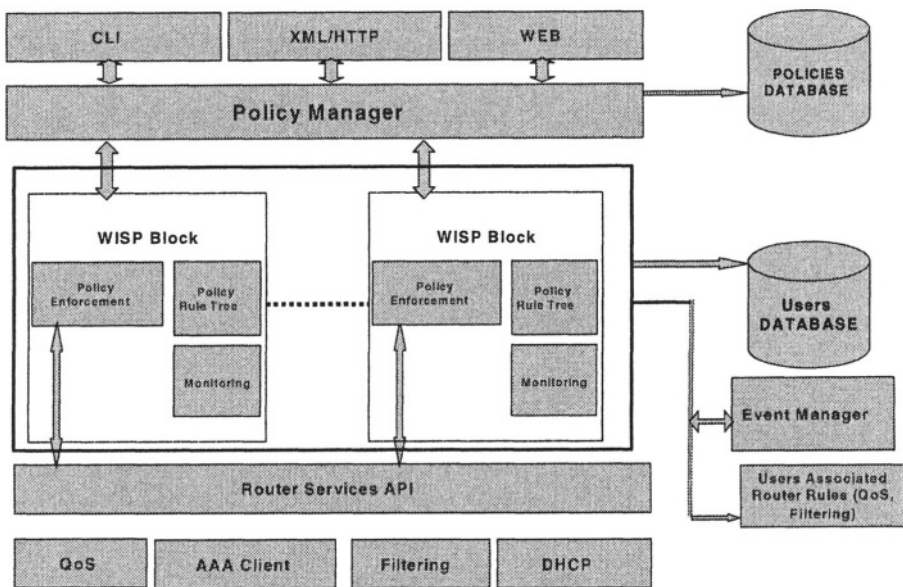 CLI
XML/HTTP
WEB
POLICIES
DATABASE
Policy Manager
WISP Block
Policy
Enforcement
Policy
Rule Tree
Monitoring
WISP Block
Policy
Enforcement
Policy
Rule Tree
Monitoring
Users
DATABASE
Event Manager
Users Associated
Router Rules (QoS,
Filtering)
Router Services API
QoS
AAA Client
Filtering
DHCP